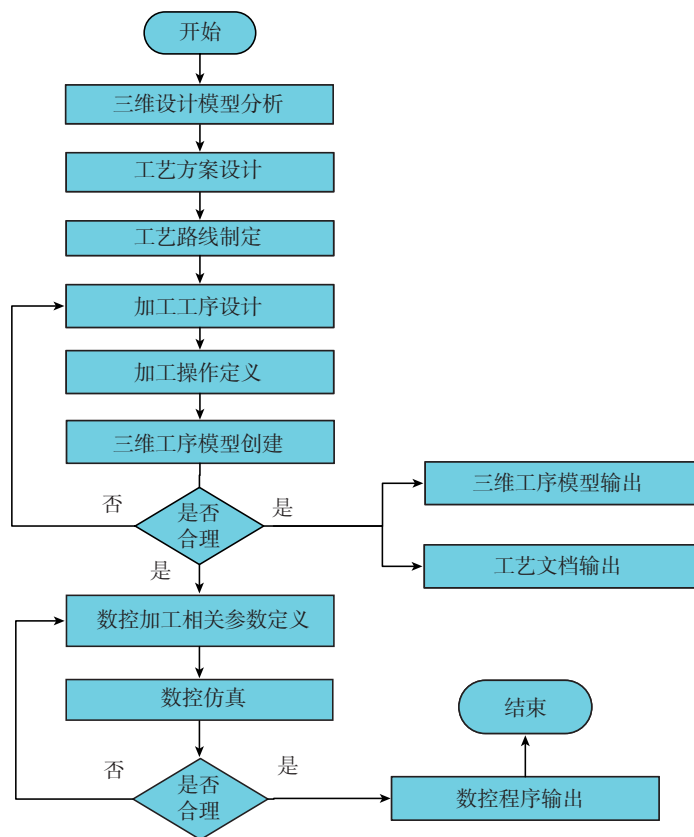 开始
三维设计模型分析
工艺方案设计
工艺路线制定
加工工序设计
加工操作定义
三维工序模型创建
三维工序模型输出
否
是否
合理
是
工艺文档输出
是
数控加工相关参数定义
数控仿真
结束
否
是否
合理
是
数控程序输出